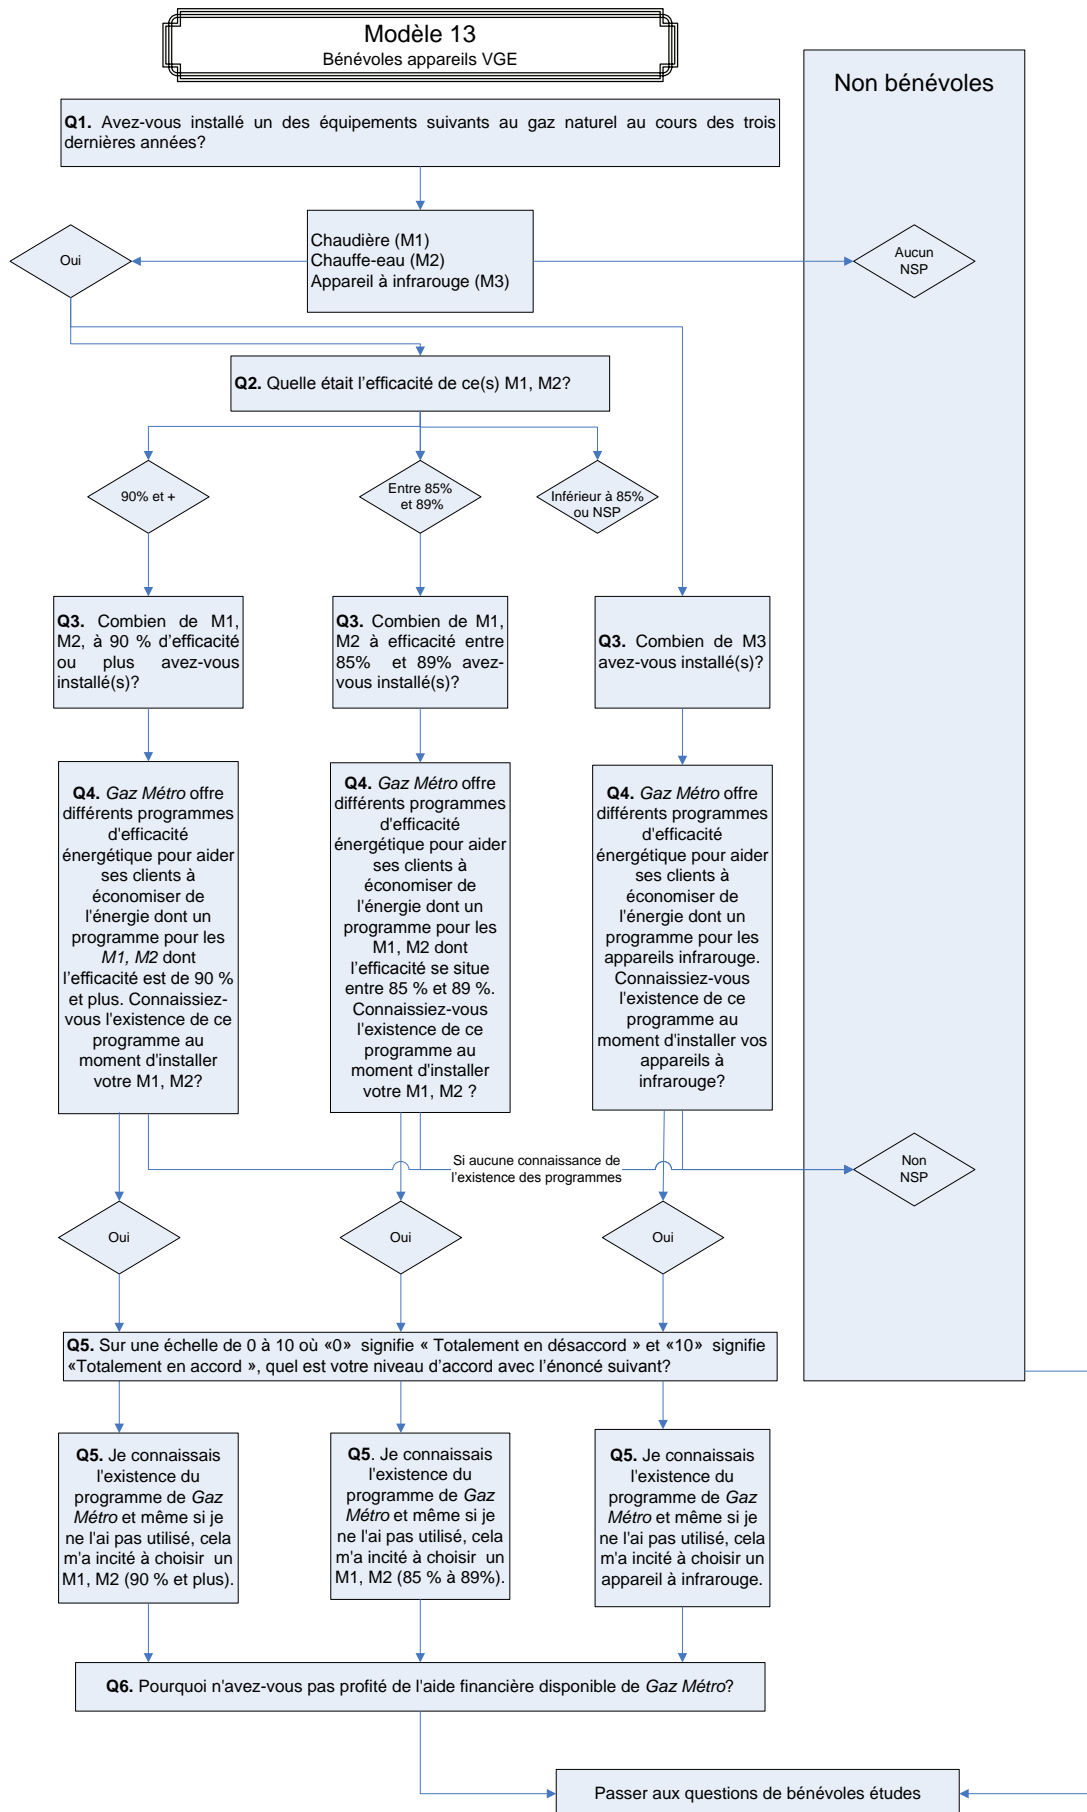 Modèle 13
Bénévoles appareils VGE
Non bénévoles
Q1. Avez-vous installé un des équipements suivants au gaz naturel au cours des trois
dernières années?
Chaudière (M1)
Chauffe-eau (M2)
Appareil à infrarouge (M3)
Oui
Aucun
NSP
Q2. Quelle était l'efficacité de ce(s) M1, M2?
90% et +
Entre 85%
et 89%
Inférieur à 85%
ou NSP
Q3. Combien de M1,
M2, à 90 % d'efficacité
ou plus avez-vous
installé(s)?
Q3. Combien de M1,
M2 à efficacité entre
85% et 89% avez-
vous installé(s)?
Q3. Combien de M3
avez-vous installé(s)?
Q4. Gaz Métro offre
différents programmes
d'efficacité
énergétique pour aider
ses clients à
économiser de
l'énergie dont un
programme pour les
M1, M2 dont
l'efficacité est de 90 %
et plus. Connaissiez-
vous l'existence de ce
programme au
moment d'installer
votre M1, M2?
Q4. Gaz Métro offre
différents programmes
d'efficacité
énergétique pour aider
ses clients à
économiser de
l'énergie dont un
programme pour les
M1, M2 dont
l'efficacité se situe
entre 85 % et 89 %.
Connaissiez-vous
l'existence de ce
programme au
moment d'installer
votre M1, M2 ?
Q4. Gaz Métro offre
différents programmes
d'efficacité
énergétique pour aider
ses clients à
économiser de
l'énergie dont un
programme pour les
appareils infrarouge.
Connaissiez-vous
l'existence de ce
programme au
moment d'installer vos
appareils à
infrarouge?
Si aucune connaissance de
l'existence des programmes
Non
NSP
Oui
Oui
Oui
Q5. Sur une échelle de 0 à 10 où «0» signifie « Totalement en désaccord » et «10» signifie
«Totalement en accord », quel est votre niveau d'accord avec l'énoncé suivant?
Q5. Je connaissais
l'existence du
programme de Gaz
Métro et même si je
ne l'ai pas utilisé, cela
m'a incité à choisir un
M1, M2 (90 % et plus).
Q5. Je connaissais
l'existence du
programme de Gaz
Métro et même si je
ne l'ai pas utilisé, cela
m'a incité à choisir un
M1, M2 (85 % à 89%).
Q5. Je connaissais
l'existence du
programme de Gaz
Métro et même si je
ne l'ai pas utilisé, cela
m'a incité à choisir un
appareil à infrarouge.
Q6. Pourquoi n'avez-vous pas profité de l'aide financière disponible de Gaz Métro?
Passer aux questions de bénévoles études